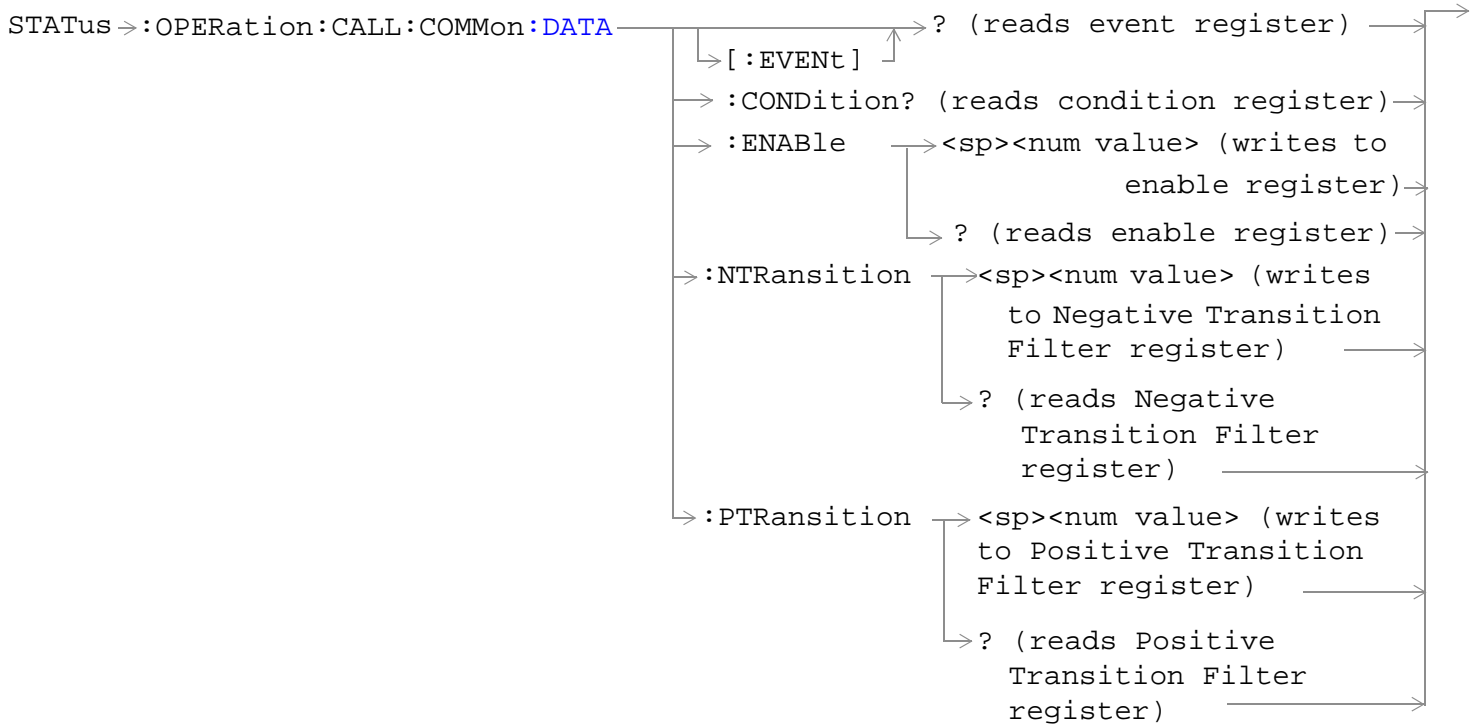 STATus :OPERation:CALL:COMMon:DATA ? (reads event register)
[:EVENt]
:CONDition? (reads condition register)
:ENABle <sp><num value> (writes to
enable register)
? (reads enable register)
:NTRansition <sp><num value> (writes
to Negative Transition
Filter register)
? (reads Negative
Transition Filter
register)
:PTRansition <sp><num value> (writes
to Positive Transition
Filter register)
? (reads Positive
Transition Filter
register)